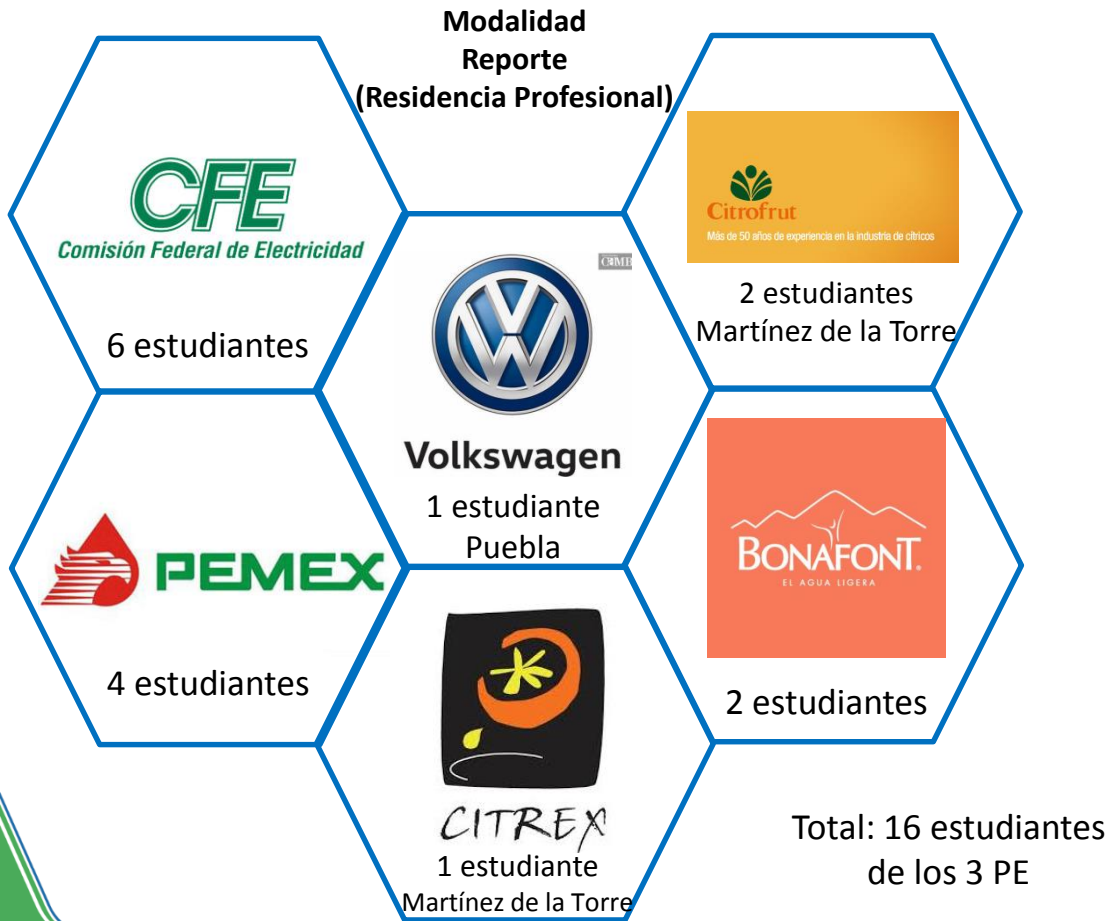 Modalidad
Reporte
(Residencia Profesional)
CFE
Comisión Federal de Electricidad
6 estudiantes
Citrofrut
Más de 50 años de experiencia en la industria de cítricos
2 estudiantes
Martínez de la Torre
Volkswagen
1 estudiante
Puebla
PEMEX
4 estudiantes
BONAFONT.
EL AGUA LIGERA
2 estudiantes
CITREX
1 estudiante
Martínez de la Torre
Total: 16 estudiantes
de los 3 PE